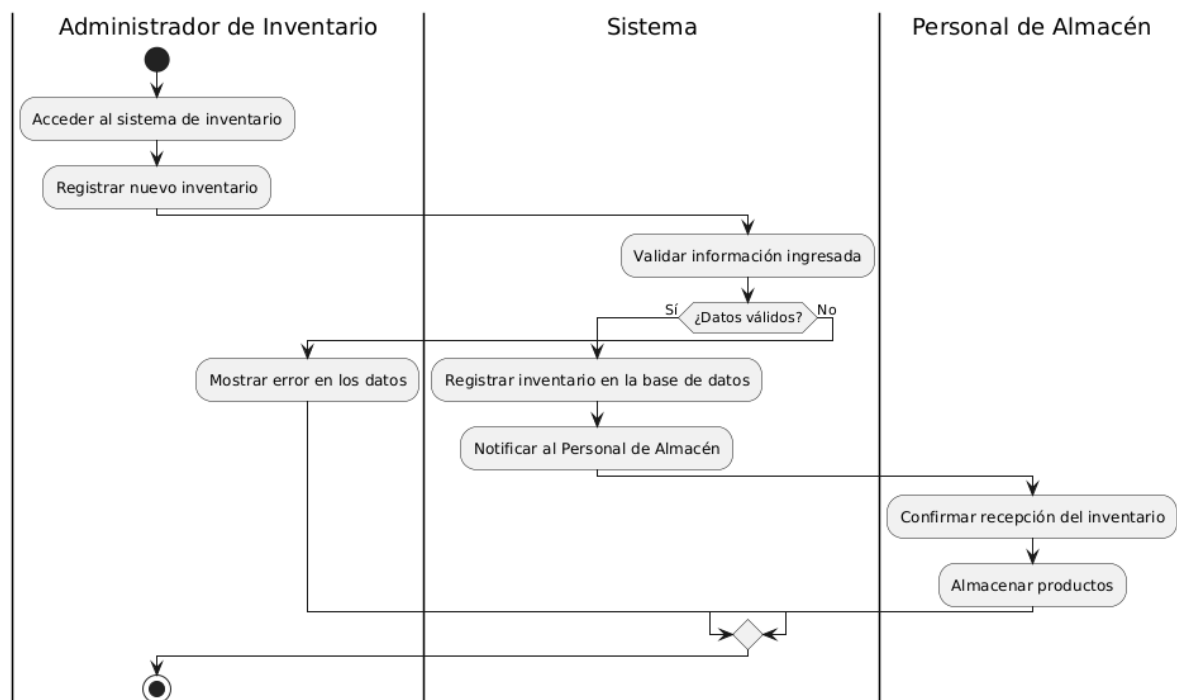 Administrador de Inventario
Sistema
Personal de Almacén
Acceder al sistema de inventario
Registrar nuevo inventario
Validar información ingresada
¿Datos válidos?
Sí
No
Mostrar error en los datos
Registrar inventario en la base de datos
Notificar al Personal de Almacén
Confirmar recepción del inventario
Almacenar productos